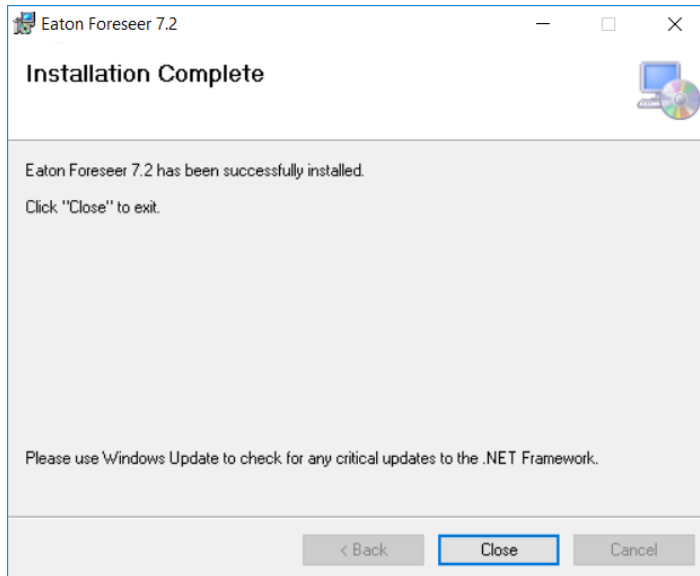 Eaton Foreseer 7.2
Installation Complete
Eaton Foreseer 7.2 has been successfully installed.
Click "Close" to exit.
Please use Windows Update to check for any critical updates to the .NET Framework.
< Back
Close
Cancel